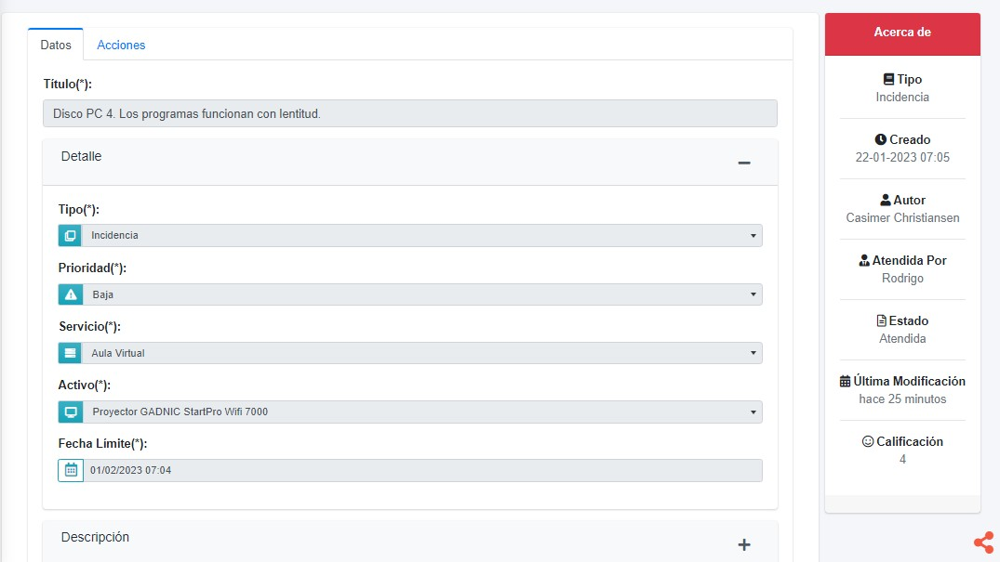 Datos
Acciones
Título(*):
Disco PC 4. Los programas funcionan con lentitud.
Detalle
Tipo(*):
Incidencia
Prioridad(*):
Baja
Servicio(*):
Aula Virtual
Activo(*):
Proyector GADNIC StartPro Wifi 7000
Fecha Límite(*):
01/02/2023 07:04
Descripción
Acerca de
Tipo
Incidencia
Creado
22-01-2023 07:05
Autor
Casimer Christiansen
Atendida Por
Rodrigo
Estado
Atendida
Última Modificación
hace 25 minutos
Calificación
4